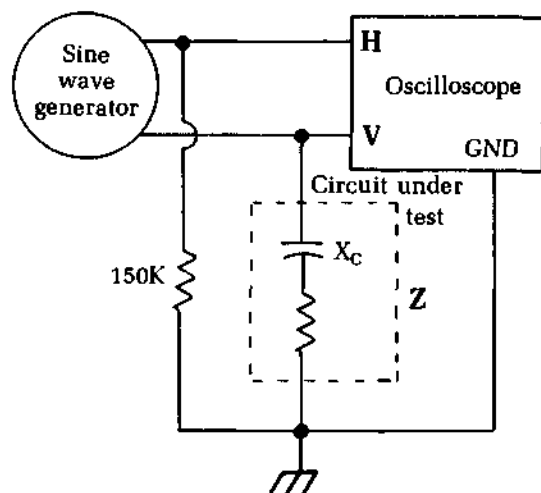 Sine
wave
generator
H
Oscilloscope
V
GND
Circuit under
test
X_C
150K
Z